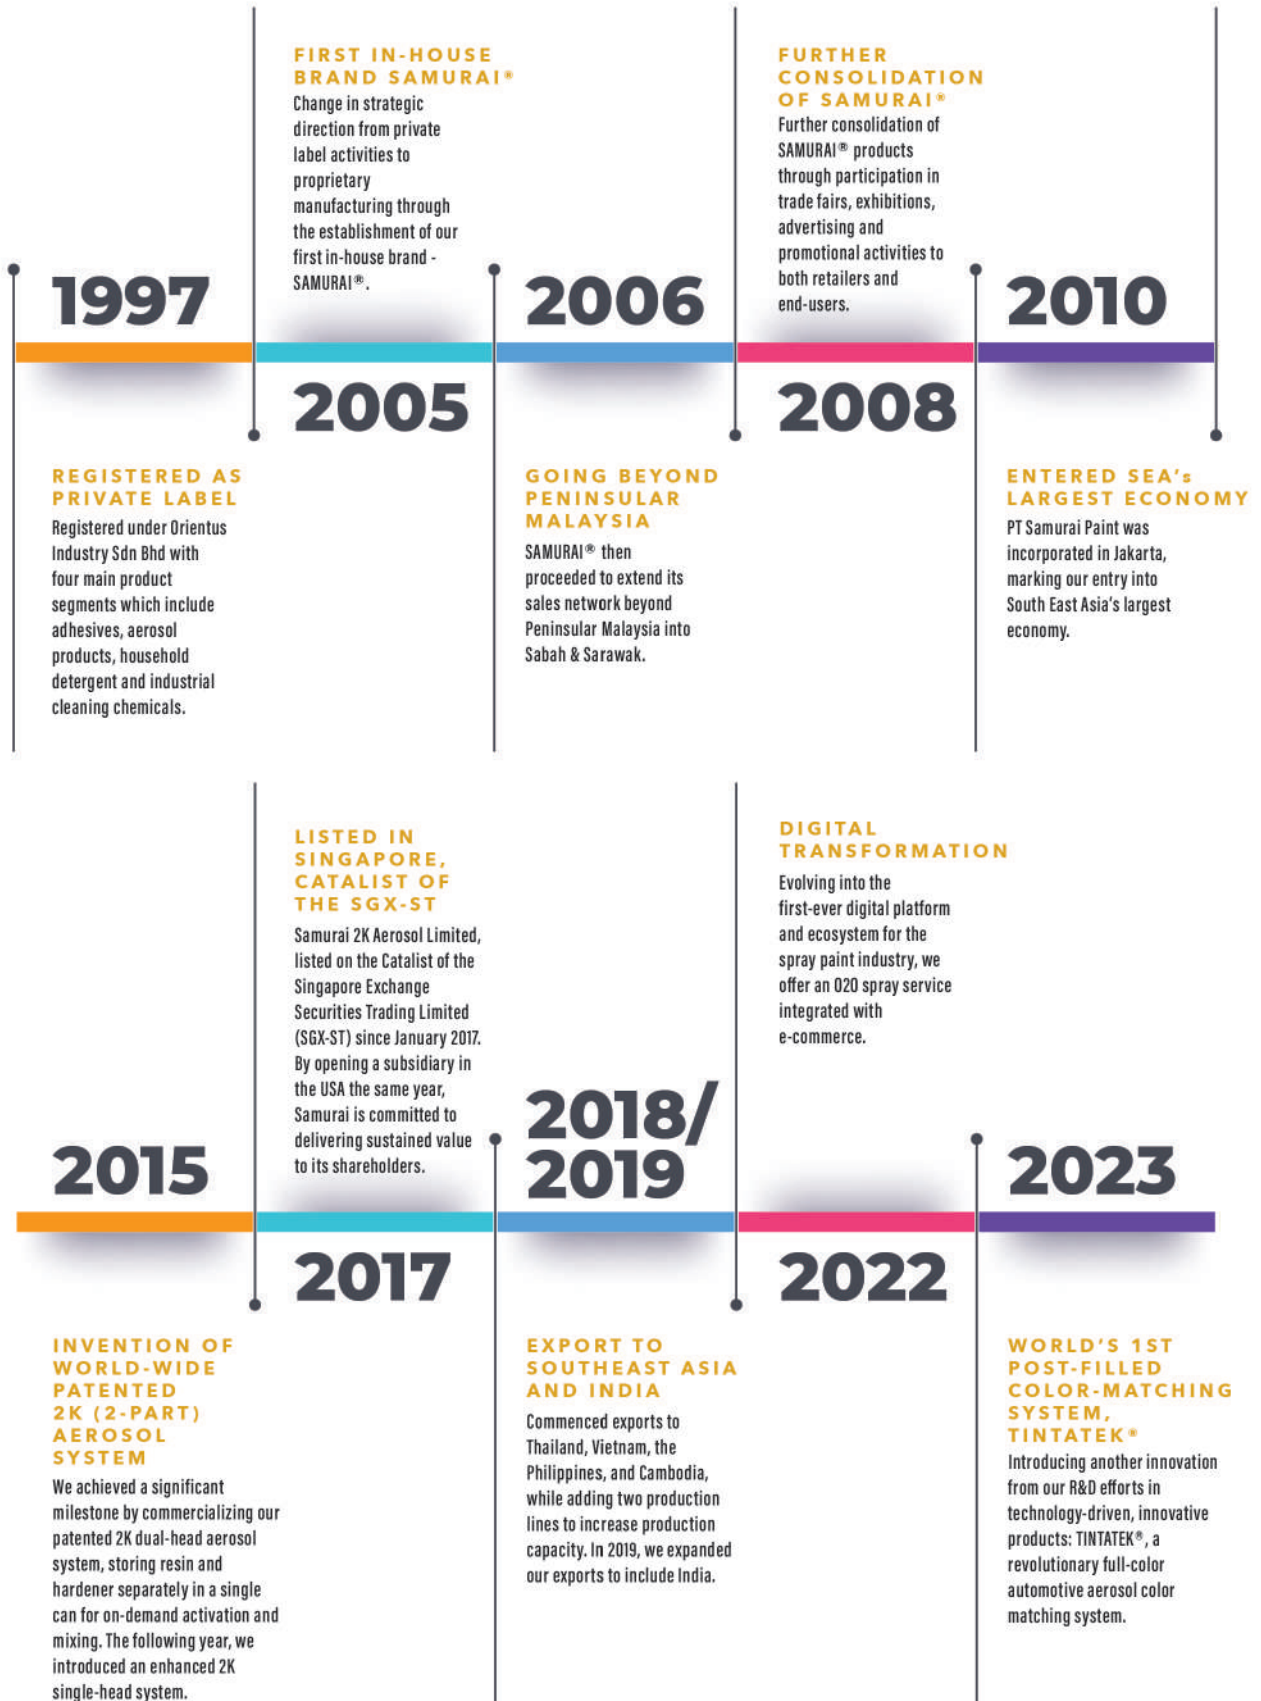 1997
REGISTERED AS
PRIVATE LABEL
Registered under Orientus
Industry Sdn Bhd with
four main product
segments which include
adhesives, aerosol
products, household
detergent and industrial
cleaning chemicals.
FIRST IN-HOUSE
BRAND SAMURAI®
Change in strategic
direction from private
label activities to
proprietary
manufacturing through
the establishment of our
first in-house brand -
SAMURAI®.
2005
2006
GOING BEYOND
PENINSULAR
MALAYSIA
SAMURAI® then
proceeded to extend its
sales network beyond
Peninsular Malaysia into
Sabah & Sarawak.
FURTHER
CONSOLIDATION
OF SAMURAI®
Further consolidation of
SAMURAI® products
through participation in
trade fairs, exhibitions,
advertising and
promotional activities to
both retailers and
end-users.
2008
2010
ENTERED SEA's
LARGEST ECONOMY
PT Samurai Paint was
incorporated in Jakarta,
marking our entry into
South East Asia's largest
economy.
2015
INVENTION OF
WORLD-WIDE
PATENTED
2K (2-PART)
AEROSOL
SYSTEM
We achieved a significant
milestone by commercializing our
patented 2K dual-head aerosol
system, storing resin and
hardener separately in a single
can for on-demand activation and
mixing. The following year, we
introduced an enhanced 2K
single-head system.
LISTED IN
SINGAPORE,
CATALIST OF
THE SGX-ST
Samurai 2K Aerosol Limited,
listed on the Catalist of the
Singapore Exchange
Securities Trading Limited
(SGX-ST) since January 2017.
By opening a subsidiary in
the USA the same year,
Samurai is committed to
delivering sustained value
to its shareholders.
2017
2018/
2019
EXPORT TO
SOUTHEAST ASIA
AND INDIA
Commenced exports to
Thailand, Vietnam, the
Philippines, and Cambodia,
while adding two production
lines to increase production
capacity. In 2019, we expanded
our exports to include India.
DIGITAL
TRANSFORMATION
Evolving into the
first-ever digital platform
and ecosystem for the
spray paint industry, we
offer an O2O spray service
integrated with
e-commerce.
2022
2023
WORLD'S 1ST
POST-FILLED
COLOR-MATCHING
SYSTEM,
TINTATEK®
Introducing another innovation
from our R&D efforts in
technology-driven, innovative
products: TINTATEK®, a
revolutionary full-color
automotive aerosol color
matching system.